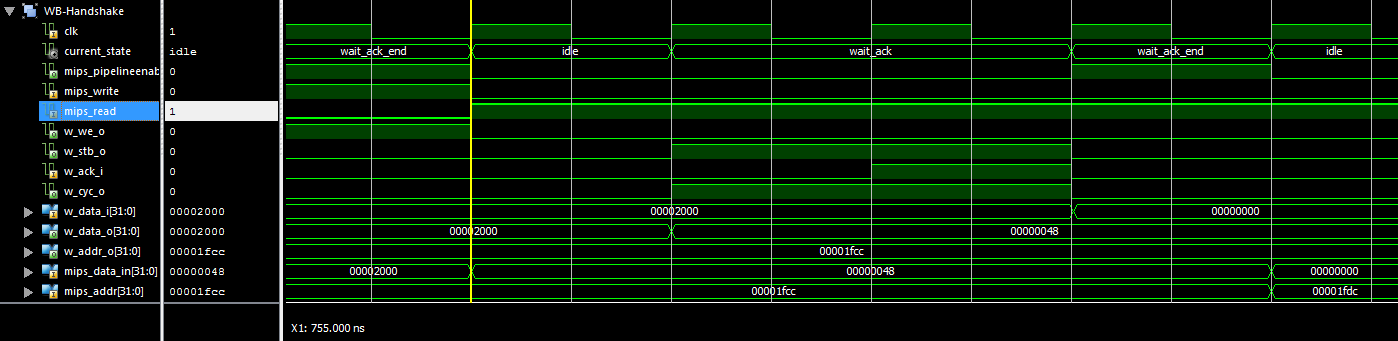 WB-Handshake
clk 1
current_state idle wait_ack_end idle wait_ack wait_ack_end idle
mips_pipelineenab 0
mips_write 0
mips_read 1
w_we_o 0
w_stb_o 0
w_ack_i 0
w_cyc_o 0
w_data_i[31:0] 00002000 00002000 00000000
w_data_o[31:0] 00002000 00002000 00000048
w_addr_o[31:0] 00001fcc 00001fcc
mips_data_in[31:0] 00000048 00002000 00000048 00000000
mips_addr[31:0] 00001fcc 00001fcc 00001fdc
X1: 755.000 ns